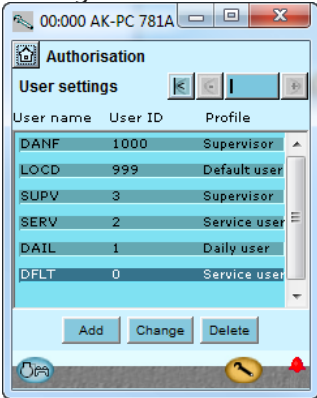 00:000 AK-PC 781A
Authorisation
User settings
User name User ID Profile
DANF 1000 Supervisor
LOCD 999 Default user
SUPV 3 Supervisor
SERV 2 Service user
DAIL 1 Daily user
DFLT 0 Service user
Add Change Delete